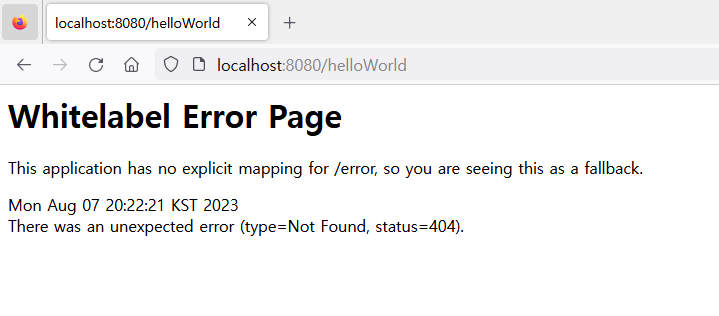 localhost:8080/helloWorld
localhost:8080/helloWorld
Whitelabel Error Page
This application has no explicit mapping for /error, so you are seeing this as a fallback.
Mon Aug 07 20:22:21 KST 2023
There was an unexpected error (type=Not Found, status=404).